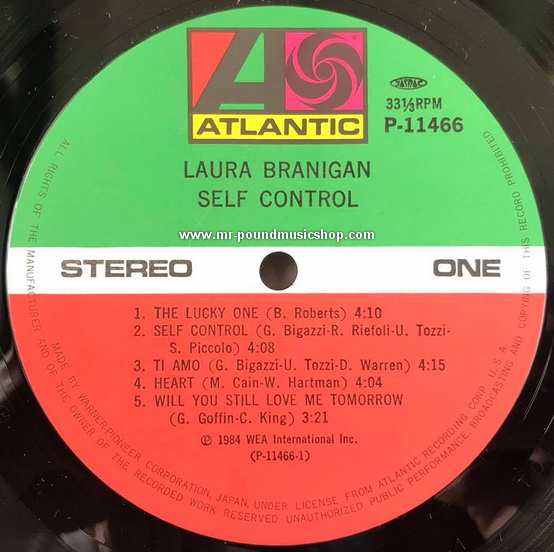 ATLANTIC
JASRAC
33⅓RPM
P-11466
LAURA BRANIGAN
SELF CONTROL
www.mr-poundmusicshop.com
STEREO
ONE
1. THE LUCKY ONE (B. Roberts) 4:10
2. SELF CONTROL (G. Bigazzi-R. Riefoli-U. Tozzi-
S. Piccolo) 4:08
3. TI AMO (G. Bigazzi-U. Tozzi-D. Warren) 4:15
4. HEART (M. Cain-W. Hartman) 4:04
5. WILL YOU STILL LOVE ME TOMORROW
(G. Goffin-C. King) 3:21
℗ 1984 WEA International Inc.
(P-11466-1)
MADE BY WARNER-PIONEER CORPORATION, JAPAN, UNDER LICENSE FROM ATLANTIC RECORDING CORP. U.S.A.
ALL RIGHTS OF THE MANUFACTURER AND OF THE OWNER OF THE RECORDED WORK RESERVED. UNAUTHORIZED PUBLIC PERFORMANCE, BROADCASTING AND COPYING OF THIS RECORD PROHIBITED